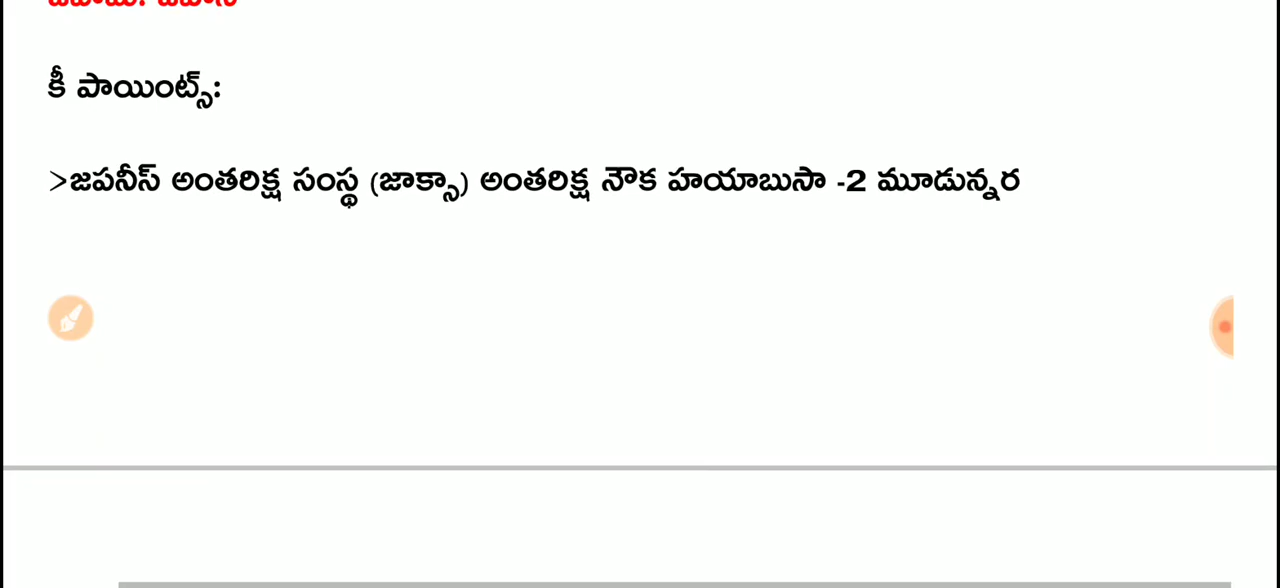 కీ పాయింట్స్:
>జపనీస్ అంతరిక్ష సంస్థ (జాక్సా) అంతరిక్ష నౌక హయాబుసా -2 మూడున్నర